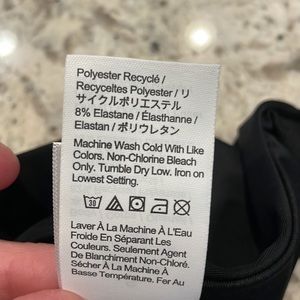 Polyester Recyclé /
Recyceltes Polyester / リ
サイクルポリエステル
8% Elastane / Élasthanne /
Elastan / ポリウレタン
Machine Wash Cold With Like
Colors. Non-Chlorine Bleach
Only. Tumble Dry Low. Iron on
Lowest Setting.
30
Laver À La Machine À L'Eau
Froide En Séparant Les
Couleurs. Seulement Agent
De Blanchiment Non-Chloré.
Sécher À La Machine À
Basse Température. Fer Au